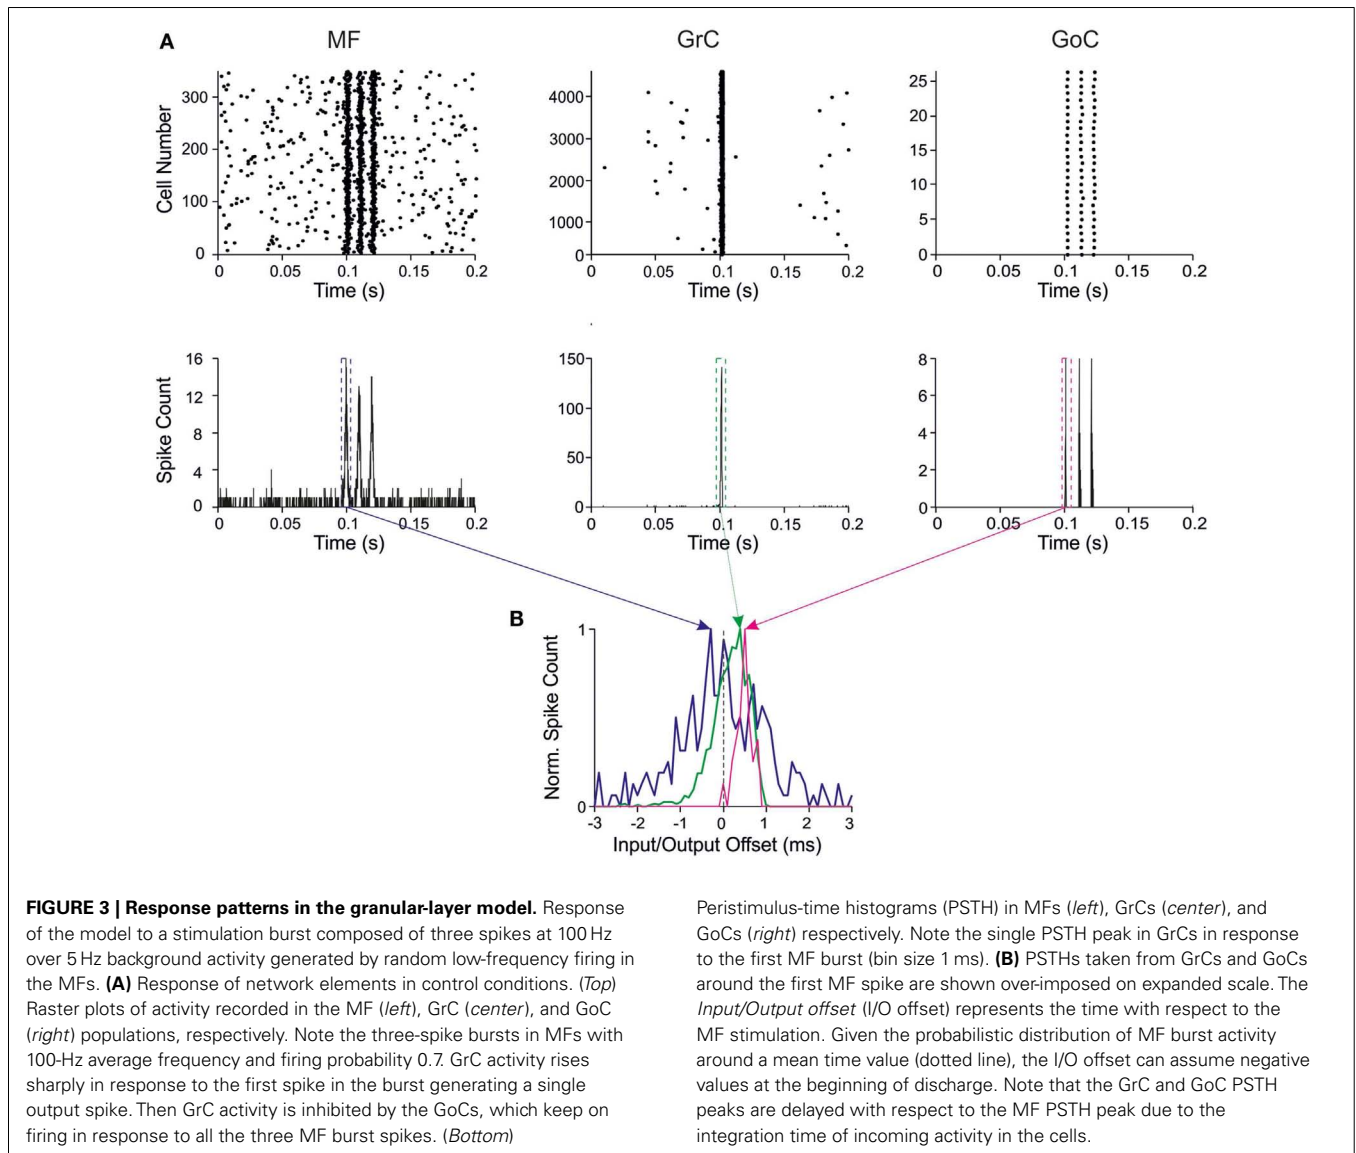 A
MF
GrC
GoC
Cell Number
300
200
100
0
0 0.05 0.1 0.15 0.2
Time (s)
4000
3000
2000
1000
0
0 0.05 0.1 0.15 0.2
Time (s)
25
20
15
10
5
0
0 0.05 0.1 0.15 0.2
Time (s)
Spike Count
16
12
8
4
0
0 0.05 0.1 0.15 0.2
Time (s)
150
100
50
0
0 0.05 0.1 0.15 0.2
Time (s)
8
6
4
2
0
0 0.05 0.1 0.15 0.2
Time (s)
B
Norm. Spike Count
1
0
-3 -2 -1 0 1 2 3
Input/Output Offset (ms)
FIGURE 3 | Response patterns in the granular-layer model. Response
of the model to a stimulation burst composed of three spikes at 100 Hz
over 5 Hz background activity generated by random low-frequency firing in
the MFs. (A) Response of network elements in control conditions. (Top)
Raster plots of activity recorded in the MF (left), GrC (center), and GoC
(right) populations, respectively. Note the three-spike bursts in MFs with
100-Hz average frequency and firing probability 0.7. GrC activity rises
sharply in response to the first spike in the burst generating a single
output spike. Then GrC activity is inhibited by the GoCs, which keep on
firing in response to all the three MF burst spikes. (Bottom)
Peristimulus-time histograms (PSTH) in MFs (left), GrCs (center), and
GoCs (right) respectively. Note the single PSTH peak in GrCs in response
to the first MF burst (bin size 1 ms). (B) PSTHs taken from GrCs and GoCs
around the first MF spike are shown over-imposed on expanded scale. The
Input/Output offset (I/O offset) represents the time with respect to the
MF stimulation. Given the probabilistic distribution of MF burst activity
around a mean time value (dotted line), the I/O offset can assume negative
values at the beginning of discharge. Note that the GrC and GoC PSTH
peaks are delayed with respect to the MF PSTH peak due to the
integration time of incoming activity in the cells.